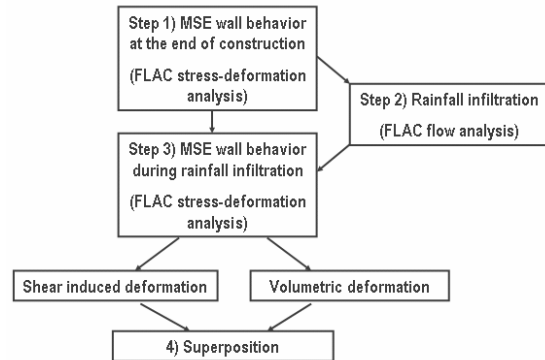 Step 1) MSE wall behavior
at the end of construction
(FLAC stress-deformation
analysis)
Step 2) Rainfall infiltration
(FLAC flow analysis)
Step 3) MSE wall behavior
during rainfall infiltration
(FLAC stress-deformation
analysis)
Shear induced deformation
Volumetric deformation
4) Superposition